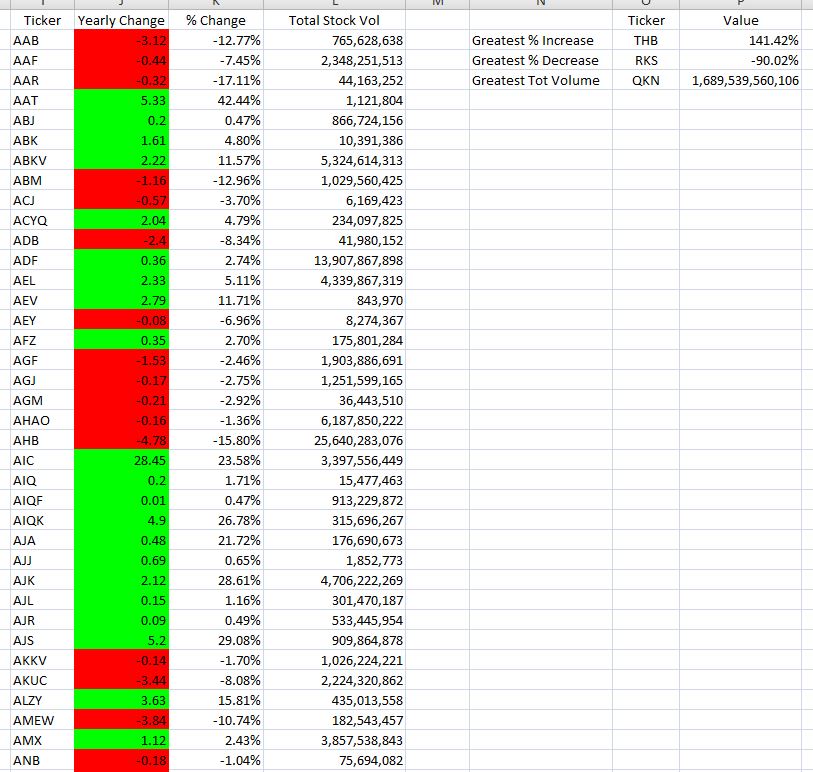 I J K L M N O P
Ticker Yearly Change % Change Total Stock Vol Ticker Value
AAB -3.12 -12.77% 765,628,638 Greatest % Increase THB 141.42%
AAF -0.44 -7.45% 2,348,251,513 Greatest % Decrease RKS -90.02%
AAR -0.32 -17.11% 44,163,252 Greatest Tot Volume QKN 1,689,539,560,106
AAT 5.33 42.44% 1,121,804
ABJ 0.2 0.47% 866,724,156
ABK 1.61 4.80% 10,391,386
ABKV 2.22 11.57% 5,324,614,313
ABM -1.16 -12.96% 1,029,560,425
ACJ -0.57 -3.70% 6,169,423
ACYQ 2.04 4.79% 234,097,825
ADB -2.4 -8.34% 41,980,152
ADF 0.36 2.74% 13,907,867,898
AEL 2.33 5.11% 4,339,867,319
AEV 2.79 11.71% 843,970
AEY -0.08 -6.96% 8,274,367
AFZ 0.35 2.70% 175,801,284
AGF -1.53 -2.46% 1,903,886,691
AGJ -0.17 -2.75% 1,251,599,165
AGM -0.21 -2.92% 36,443,510
AHAO -0.16 -1.36% 6,187,850,222
AHB -4.78 -15.80% 25,640,283,076
AIC 28.45 23.58% 3,397,556,449
AIQ 0.2 1.71% 15,477,463
AIQF 0.01 0.47% 913,229,872
AIQK 4.9 26.78% 315,696,267
AJA 0.48 21.72% 176,690,673
AJJ 0.69 0.65% 1,852,773
AJK 2.12 28.61% 4,706,222,269
AJL 0.15 1.16% 301,470,187
AJR 0.09 0.49% 533,445,954
AJS 5.2 29.08% 909,864,878
AKKV -0.14 -1.70% 1,026,224,221
AKUC -3.44 -8.08% 2,224,320,862
ALZY 3.63 15.81% 435,013,558
AMEW -3.84 -10.74% 182,543,457
AMX 1.12 2.43% 3,857,538,843
ANB -0.18 -1.04% 75,694,082